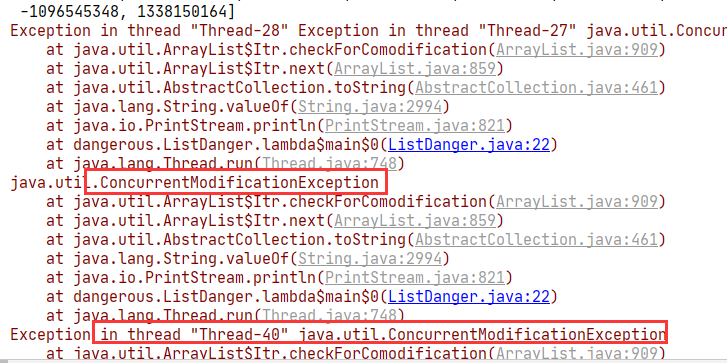 -1096545348, 1338150164]
Exception in thread "Thread-28" Exception in thread "Thread-27" java.util.Concu
at java.util.ArrayList$Itr.checkForComodification(ArrayList.java:909)
at java.util.ArrayList$Itr.next(ArrayList.java:859)
at java.util.AbstractCollection.toString(AbstractCollection.java:461)
at java.lang.String.valueOf(String.java:2994)
at java.io.PrintStream.println(PrintStream.java:821)
at dangerous.ListDanger.lambda$main$0(ListDanger.java:22)
at java.lang.Thread.run(Thread.java:748)
java.util.ConcurrentModificationException
at java.util.ArrayList$Itr.checkForComodification(ArrayList.java:909)
at java.util.ArrayList$Itr.next(ArrayList.java:859)
at java.util.AbstractCollection.toString(AbstractCollection.java:461)
at java.lang.String.valueOf(String.java:2994)
at java.io.PrintStream.println(PrintStream.java:821)
at dangerous.ListDanger.lambda$main$0(ListDanger.java:22)
at java.lang.Thread.run(Thread.java:748)
Exception in thread "Thread-40" java.util.ConcurrentModificationException
at java.util.ArrayList$Itr.checkForComodification(ArrayList.java:909)